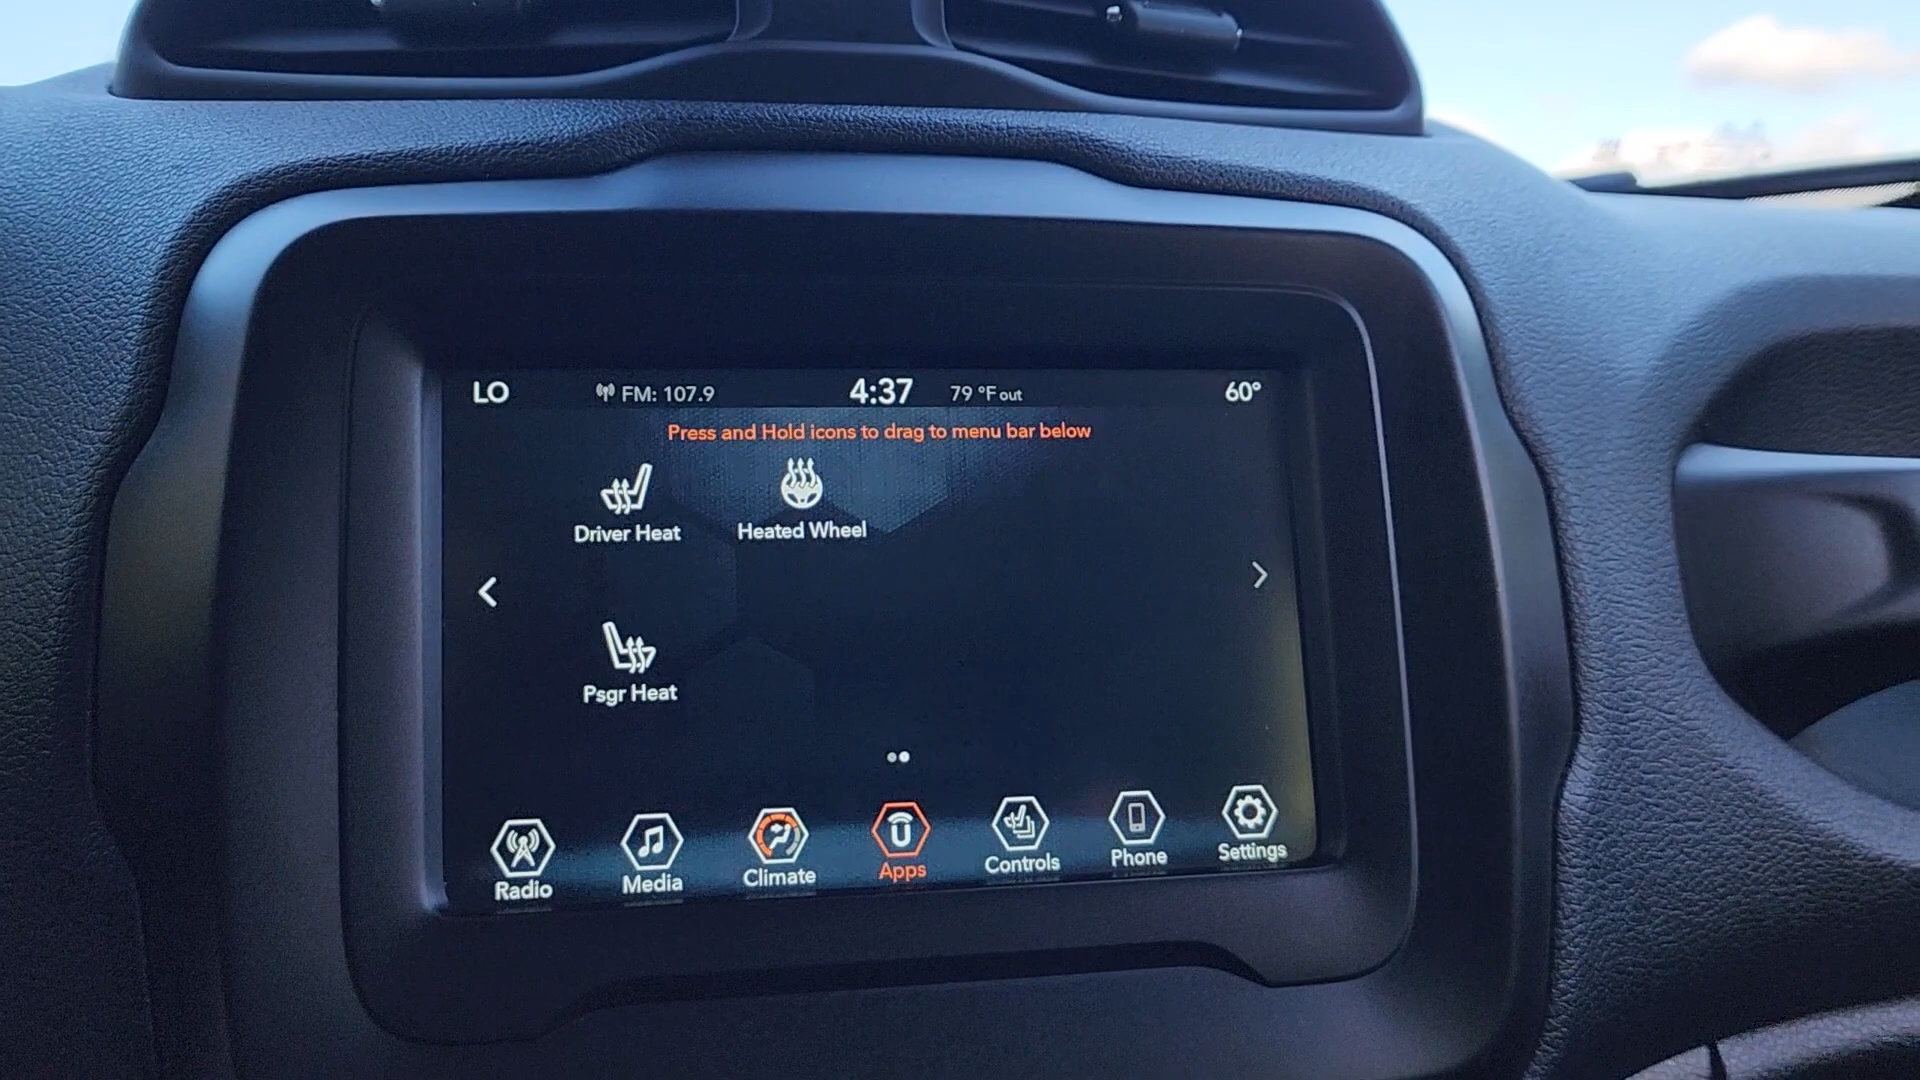 LO FM: 107.9 4:37 79 °F out 60°
Press and Hold icons to drag to menu bar below
Driver Heat Heated Wheel
Psgr Heat
Radio Media Climate Apps Controls Phone Settings